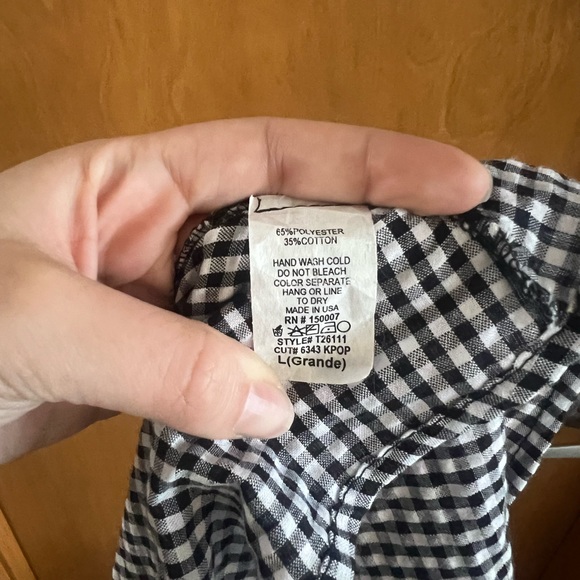 65%POLYESTER
35%COTTON
HAND WASH COLD
DO NOT BLEACH
COLOR SEPARATE
HANG OR LINE
TO DRY
MADE IN USA
RN # 150007
STYLE# T26111
CUT# 6343 KPOP
L(Grande)